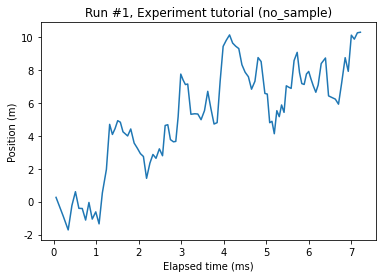 Run #1, Experiment tutorial (no_sample)
Position (m)
10
8
6
4
2
0
-2
0 1 2 3 4 5 6 7
Elapsed time (ms)